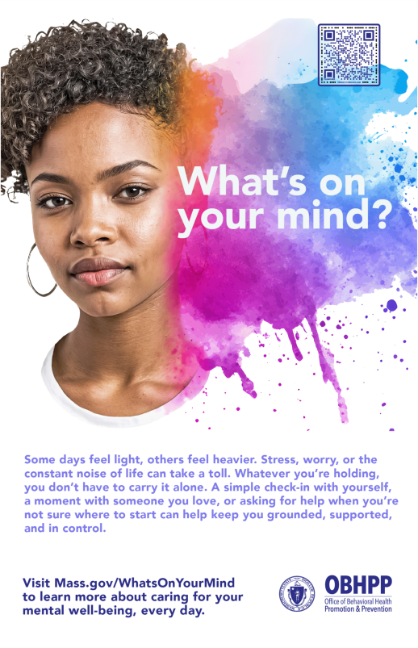 What's on
your mind?
Some days feel light, others feel heavier. Stress, worry, or the
constant noise of life can take a toll. Whatever you're holding,
you don't have to carry it alone. A simple check-in with yourself,
a moment with someone you love, or asking for help when you're
not sure where to start can help keep you grounded, supported,
and in control.
Visit Mass.gov/WhatsOnYourMind
to learn more about caring for your
mental well-being, every day.
OBHPP
Office of Behavioral Health
Promotion & Prevention